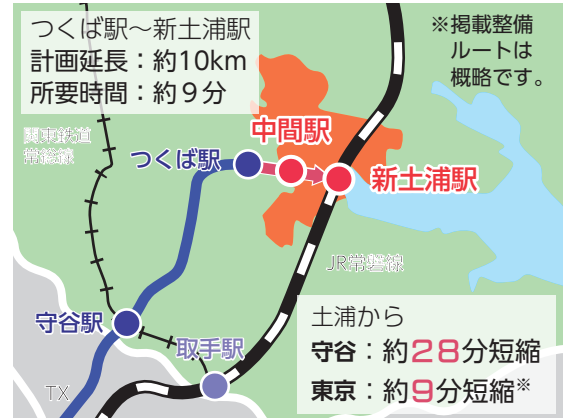 つくば駅～新土浦駅
計画延長：約10km
所要時間：約９分
※掲載整備
ルートは
概略です。
関東鉄道
常総線
中間駅
つくば駅
新土浦駅
JR常磐線
守谷駅
取手駅
TX
土浦から
守谷：約28分短縮
東京：約9分短縮※